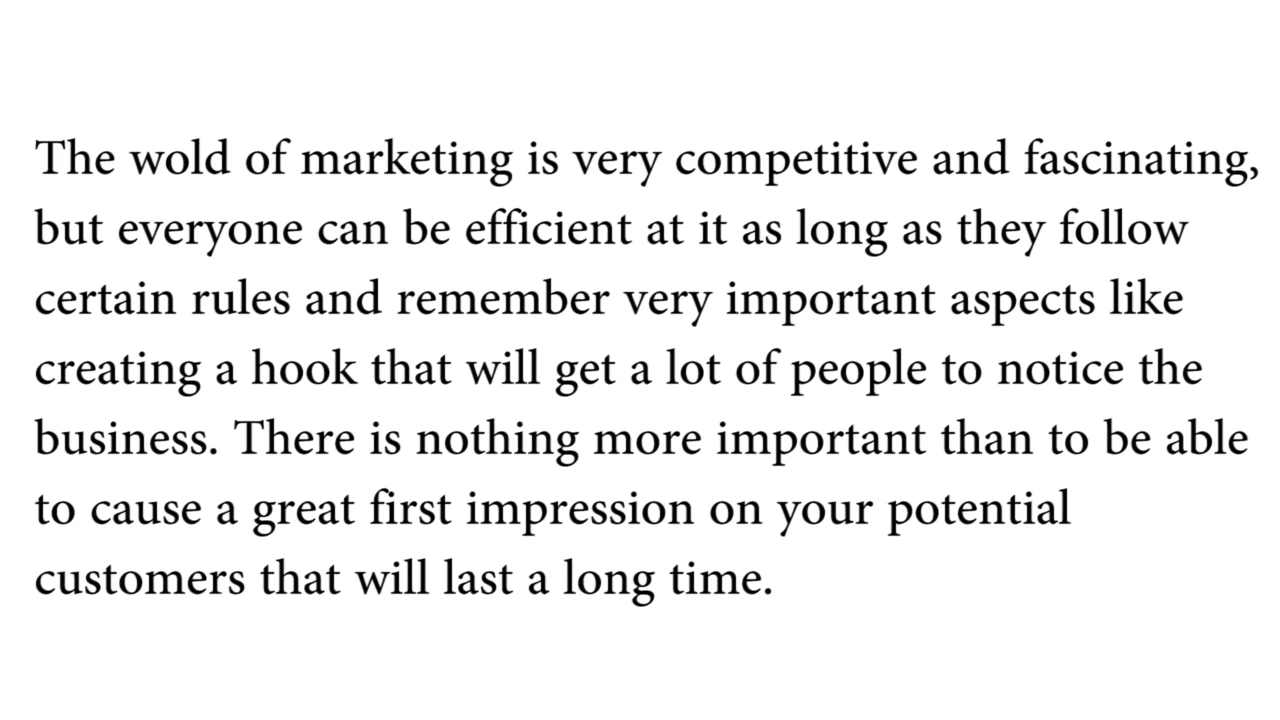 The wold of marketing is very competitive and fascinating,
but everyone can be efficient at it as long as they follow
certain rules and remember very important aspects like
creating a hook that will get a lot of people to notice the
business. There is nothing more important than to be able
to cause a great first impression on your potential
customers that will last a long time.